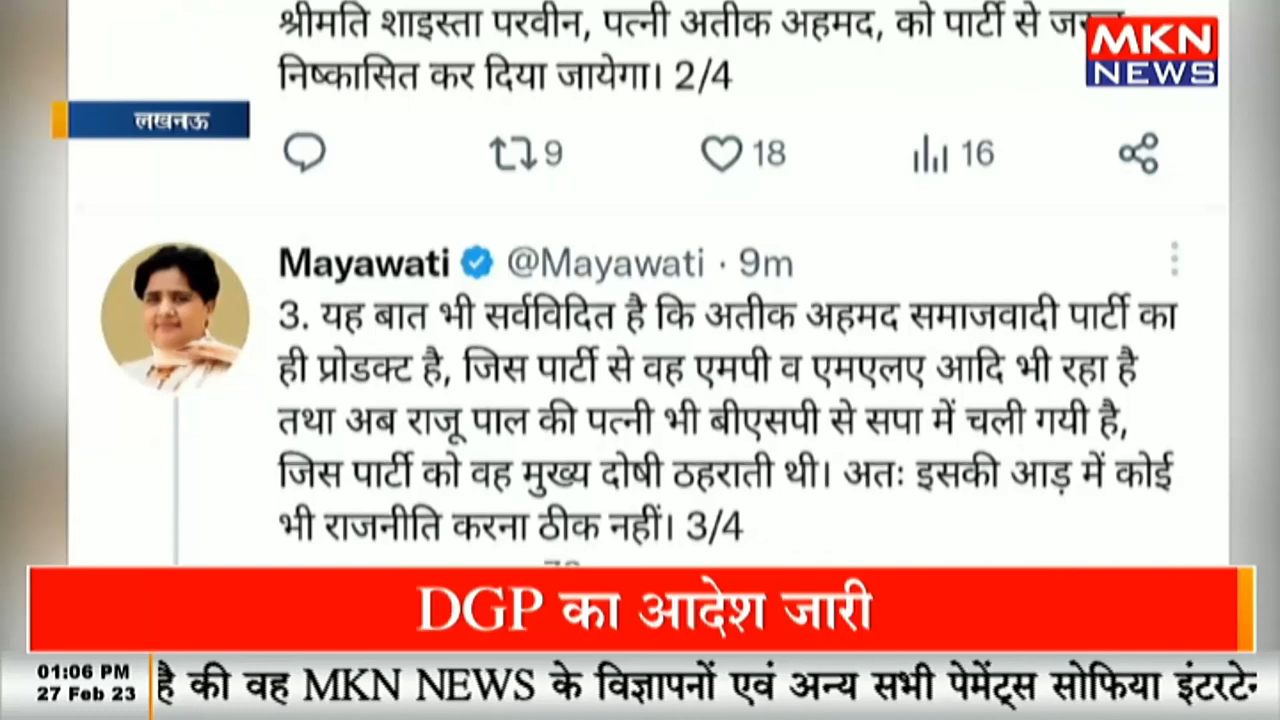 श्रीमति शाइस्ता परवीन, पत्नी अतीक अहमद, को पार्टी से
निष्कासित कर दिया जायेगा। 2/4
MKN
NEWS
लखनऊ
9 18 16
Mayawati @Mayawati · 9m
3. यह बात भी सर्वविदित है कि अतीक अहमद समाजवादी पार्टी का
ही प्रोडक्ट है, जिस पार्टी से वह एमपी व एमएलए आदि भी रहा है
तथा अब राजू पाल की पत्नी भी बीएसपी से सपा में चली गयी है,
जिस पार्टी को वह मुख्य दोषी ठहराती थी। अतः इसकी आड़ में कोई
भी राजनीति करना ठीक नहीं। 3/4
DGP का आदेश जारी
01:06 PM
27 Feb 23
है की वह MKN NEWS के विज्ञापनों एवं अन्य सभी पेमेंट्स सोफिया